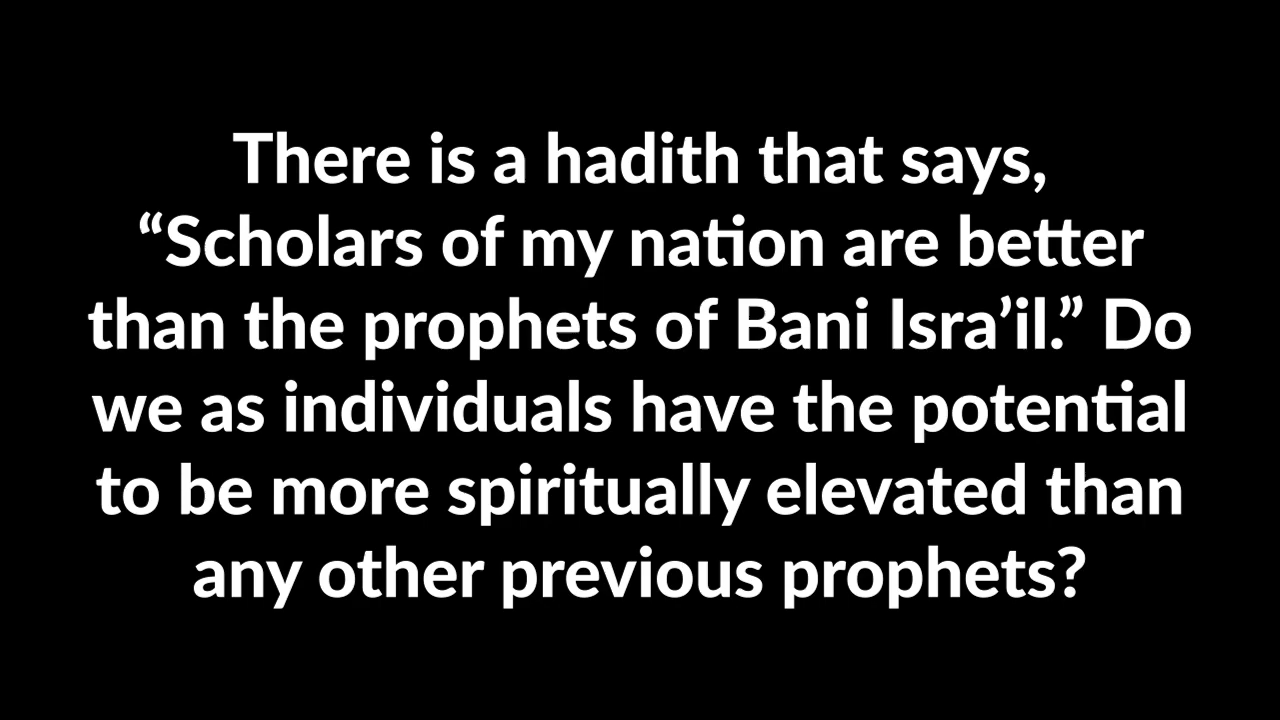 There is a hadith that says,
“Scholars of my nation are better
than the prophets of Bani Isra’il.” Do
we as individuals have the potential
to be more spiritually elevated than
any other previous prophets?